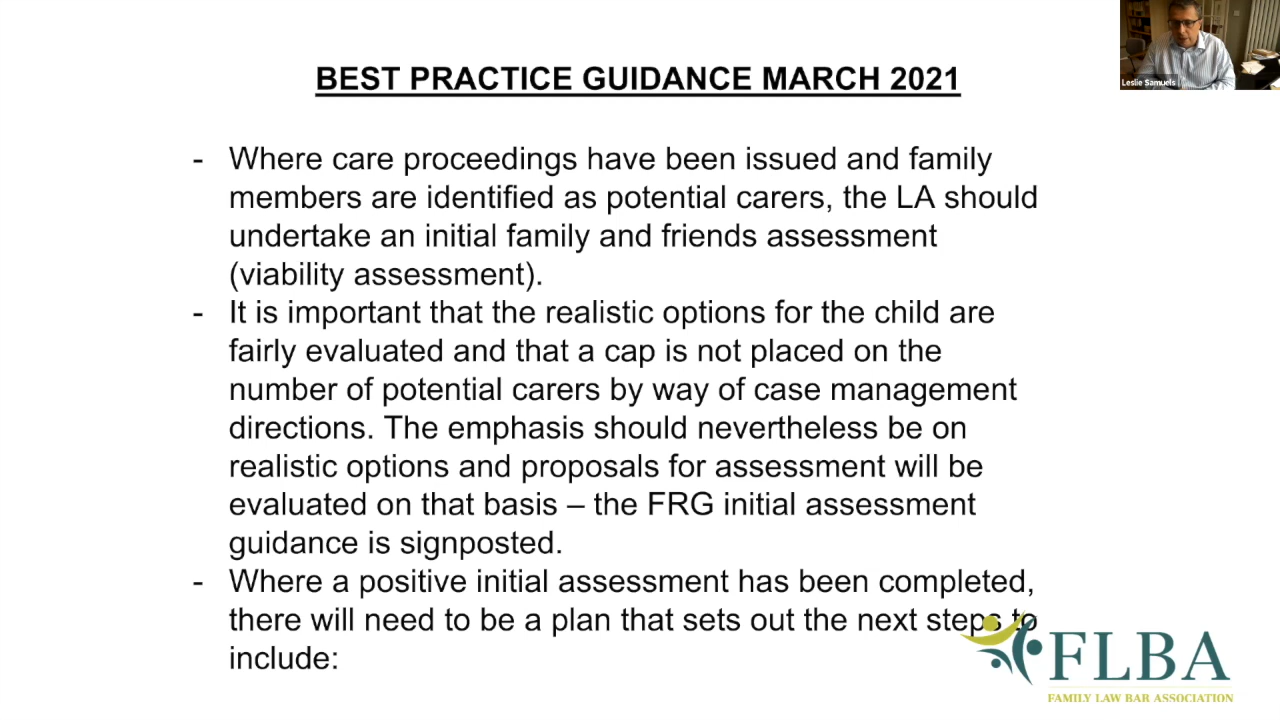 BEST PRACTICE GUIDANCE MARCH 2021
Leslie Samuels
- Where care proceedings have been issued and family
members are identified as potential carers, the LA should
undertake an initial family and friends assessment
(viability assessment).
- It is important that the realistic options for the child are
fairly evaluated and that a cap is not placed on the
number of potential carers by way of case management
directions. The emphasis should nevertheless be on
realistic options and proposals for assessment will be
evaluated on that basis – the FRG initial assessment
guidance is signposted.
- Where a positive initial assessment has been completed,
there will need to be a plan that sets out the next steps to
include:
FLBA
FAMILY LAW BAR ASSOCIATION